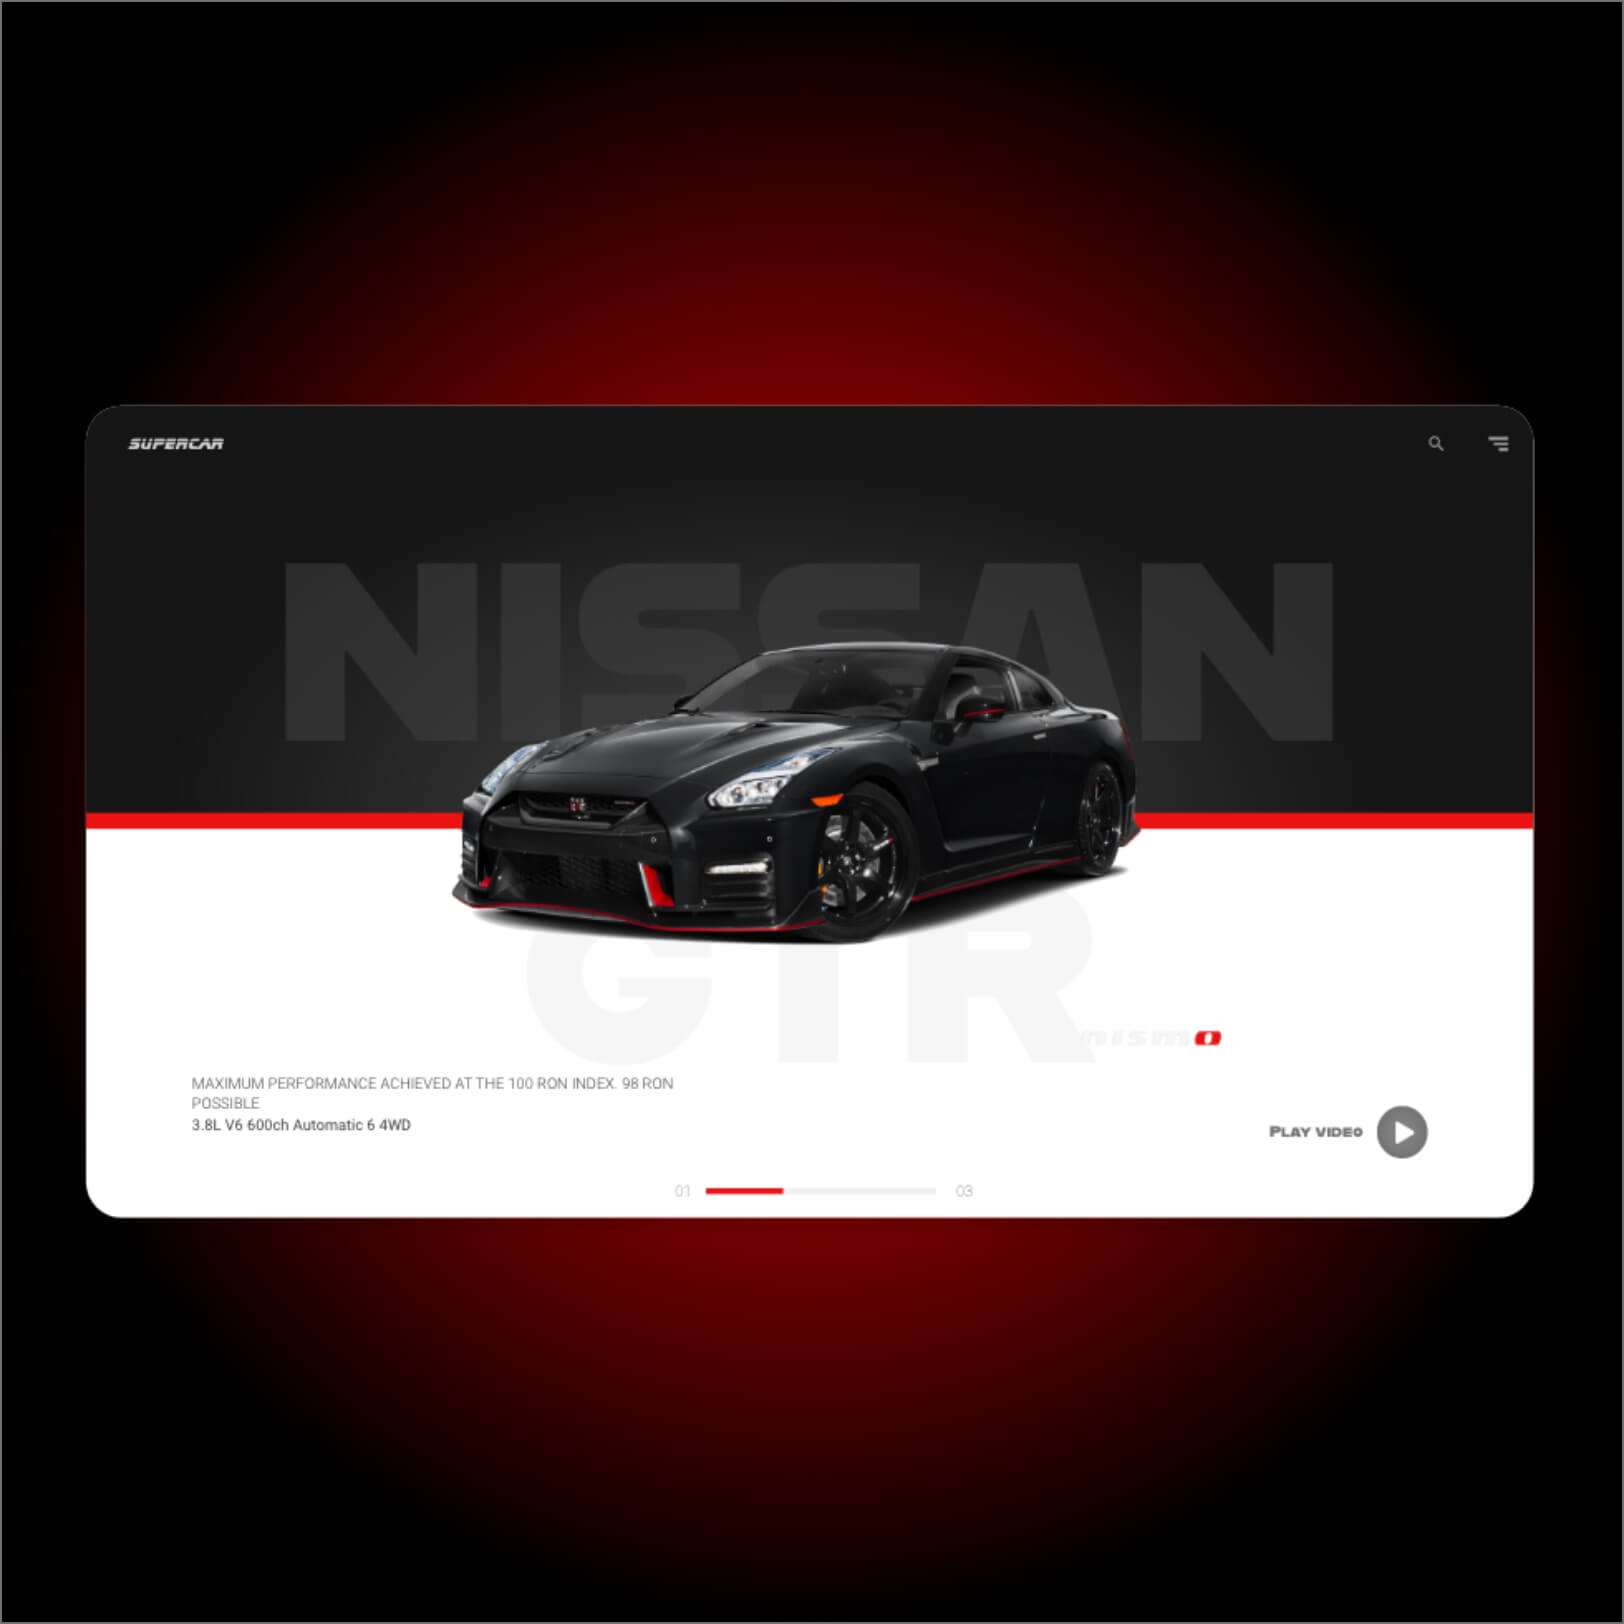 SUPERCAR
NISSAN
GTR
nismo
MAXIMUM PERFORMANCE ACHIEVED AT THE 100 RON INDEX. 98 RON
POSSIBLE
3.8L V6 600ch Automatic 6 4WD
PLAY VIDEO
01
03